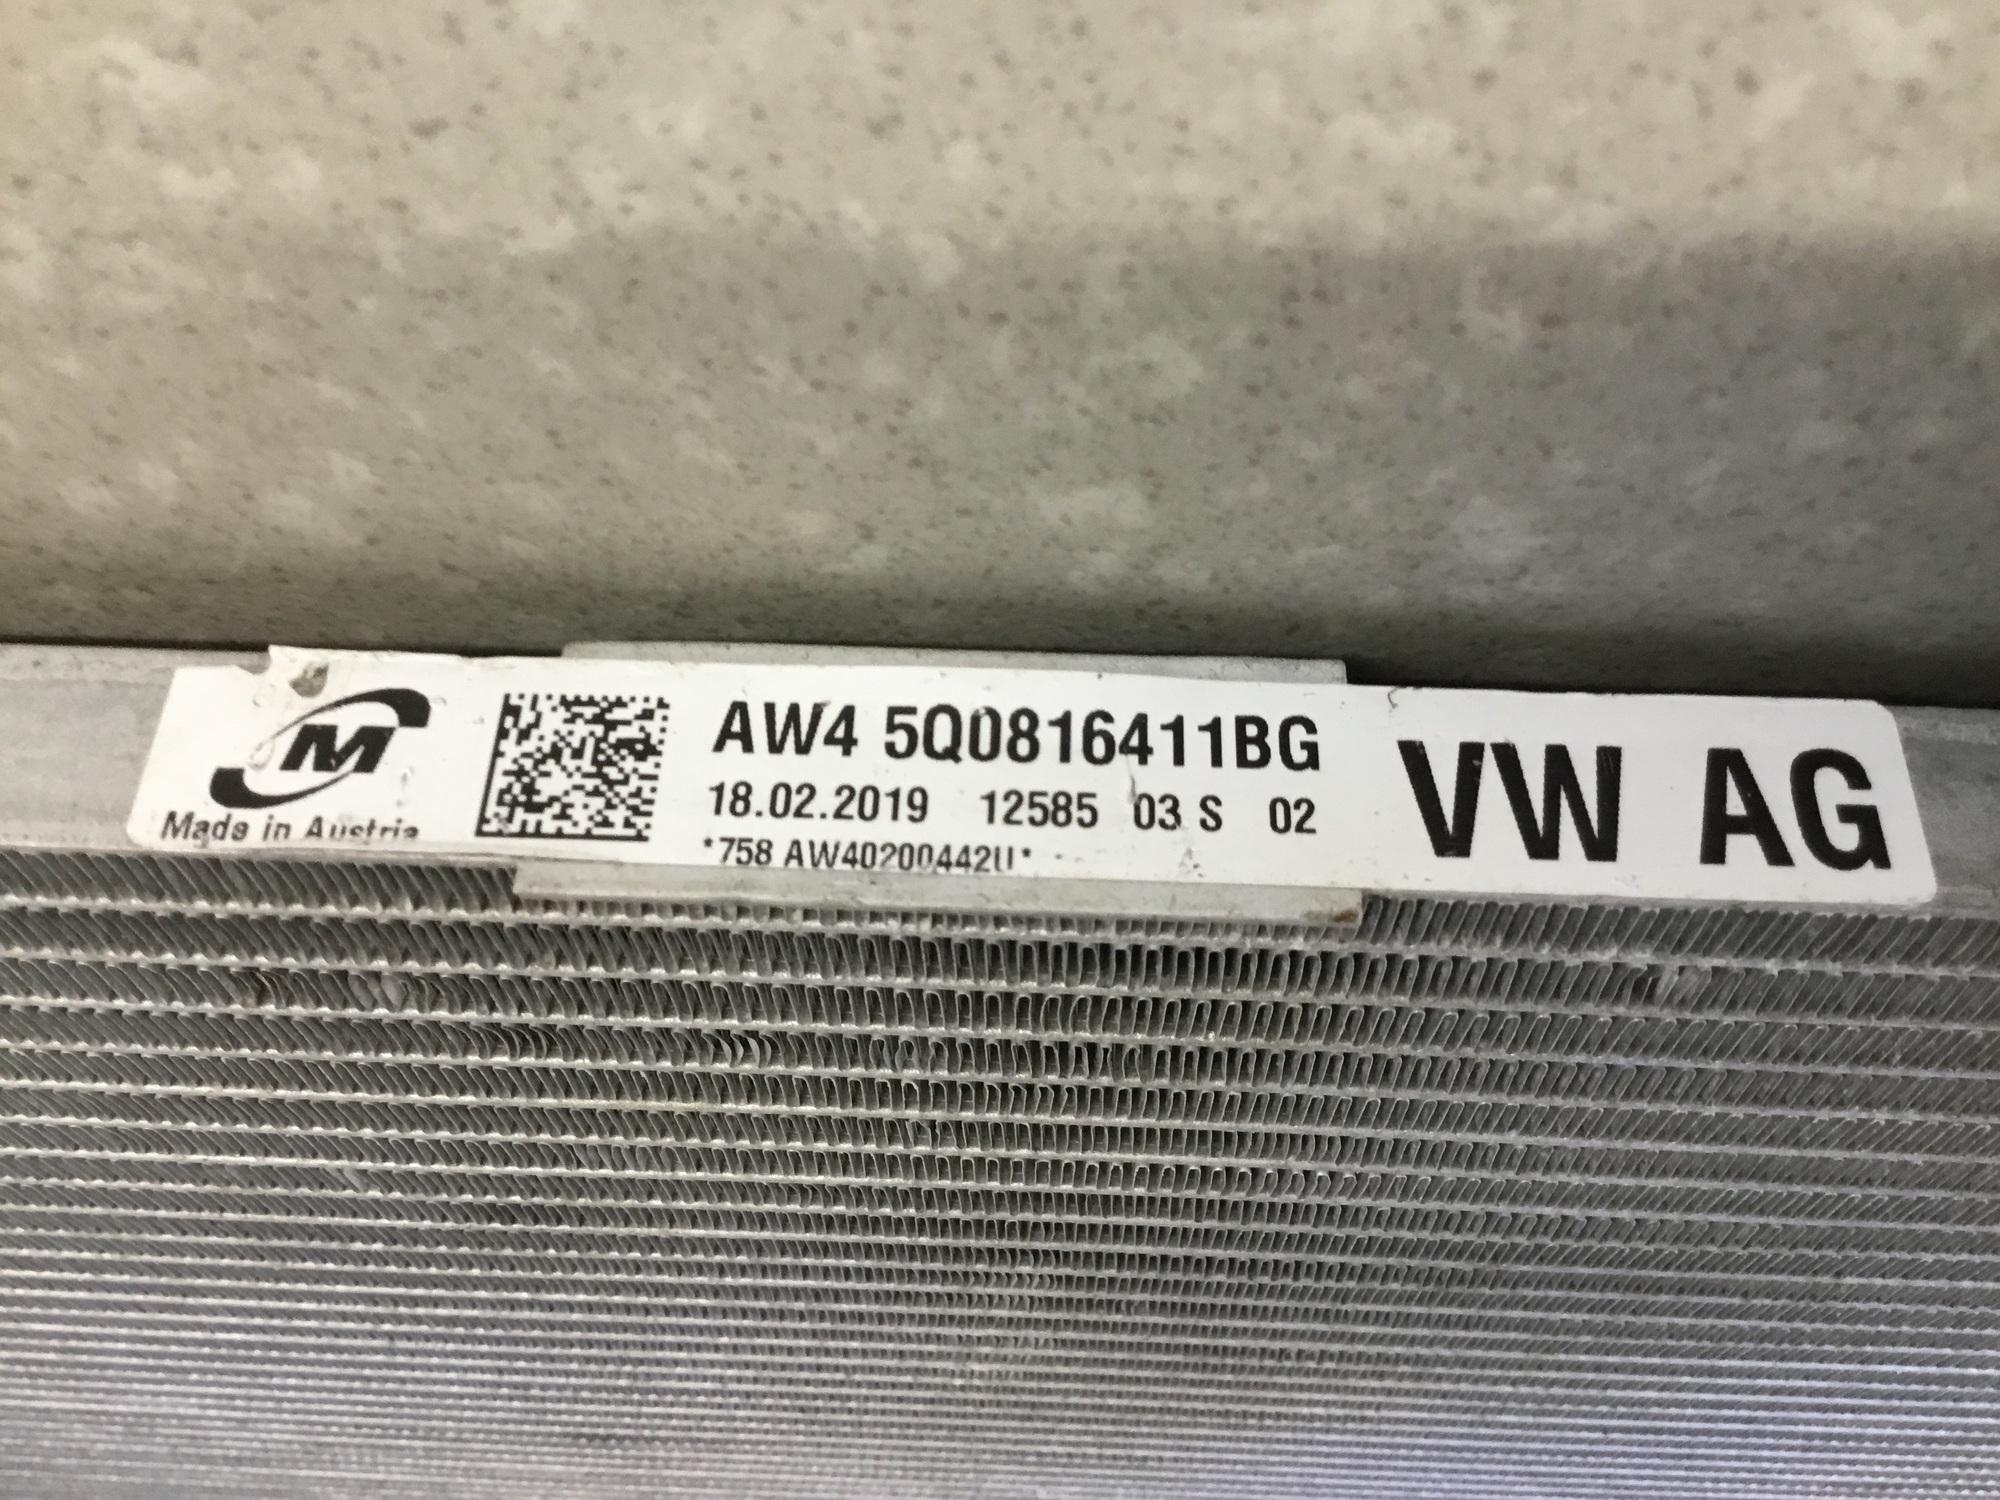 M
Made in Austria
AW4 5Q0816411BG
18.02.2019 12585 03 S 02
*758 AW40200442U*
VW AG